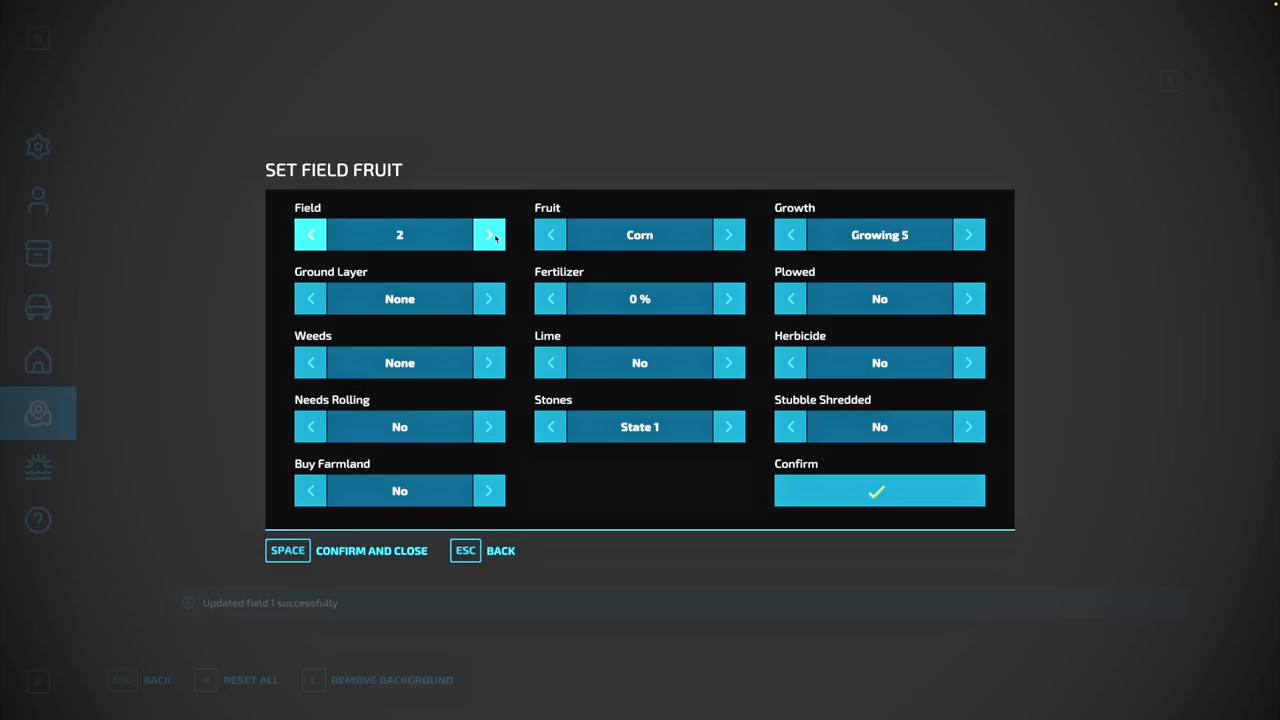 SET FIELD FRUIT
Field
2
Fruit
Corn
Growth
Growing 5
Ground Layer
None
Fertilizer
0 %
Plowed
No
Weeds
None
Lime
No
Herbicide
No
Needs Rolling
No
Stones
State 1
Stubble Shredded
No
Buy Farmland
No
Confirm
SPACE CONFIRM AND CLOSE ESC BACK
Updated field 1 successfully
ESC BACK X RESET ALL REMOVE BACKGROUND